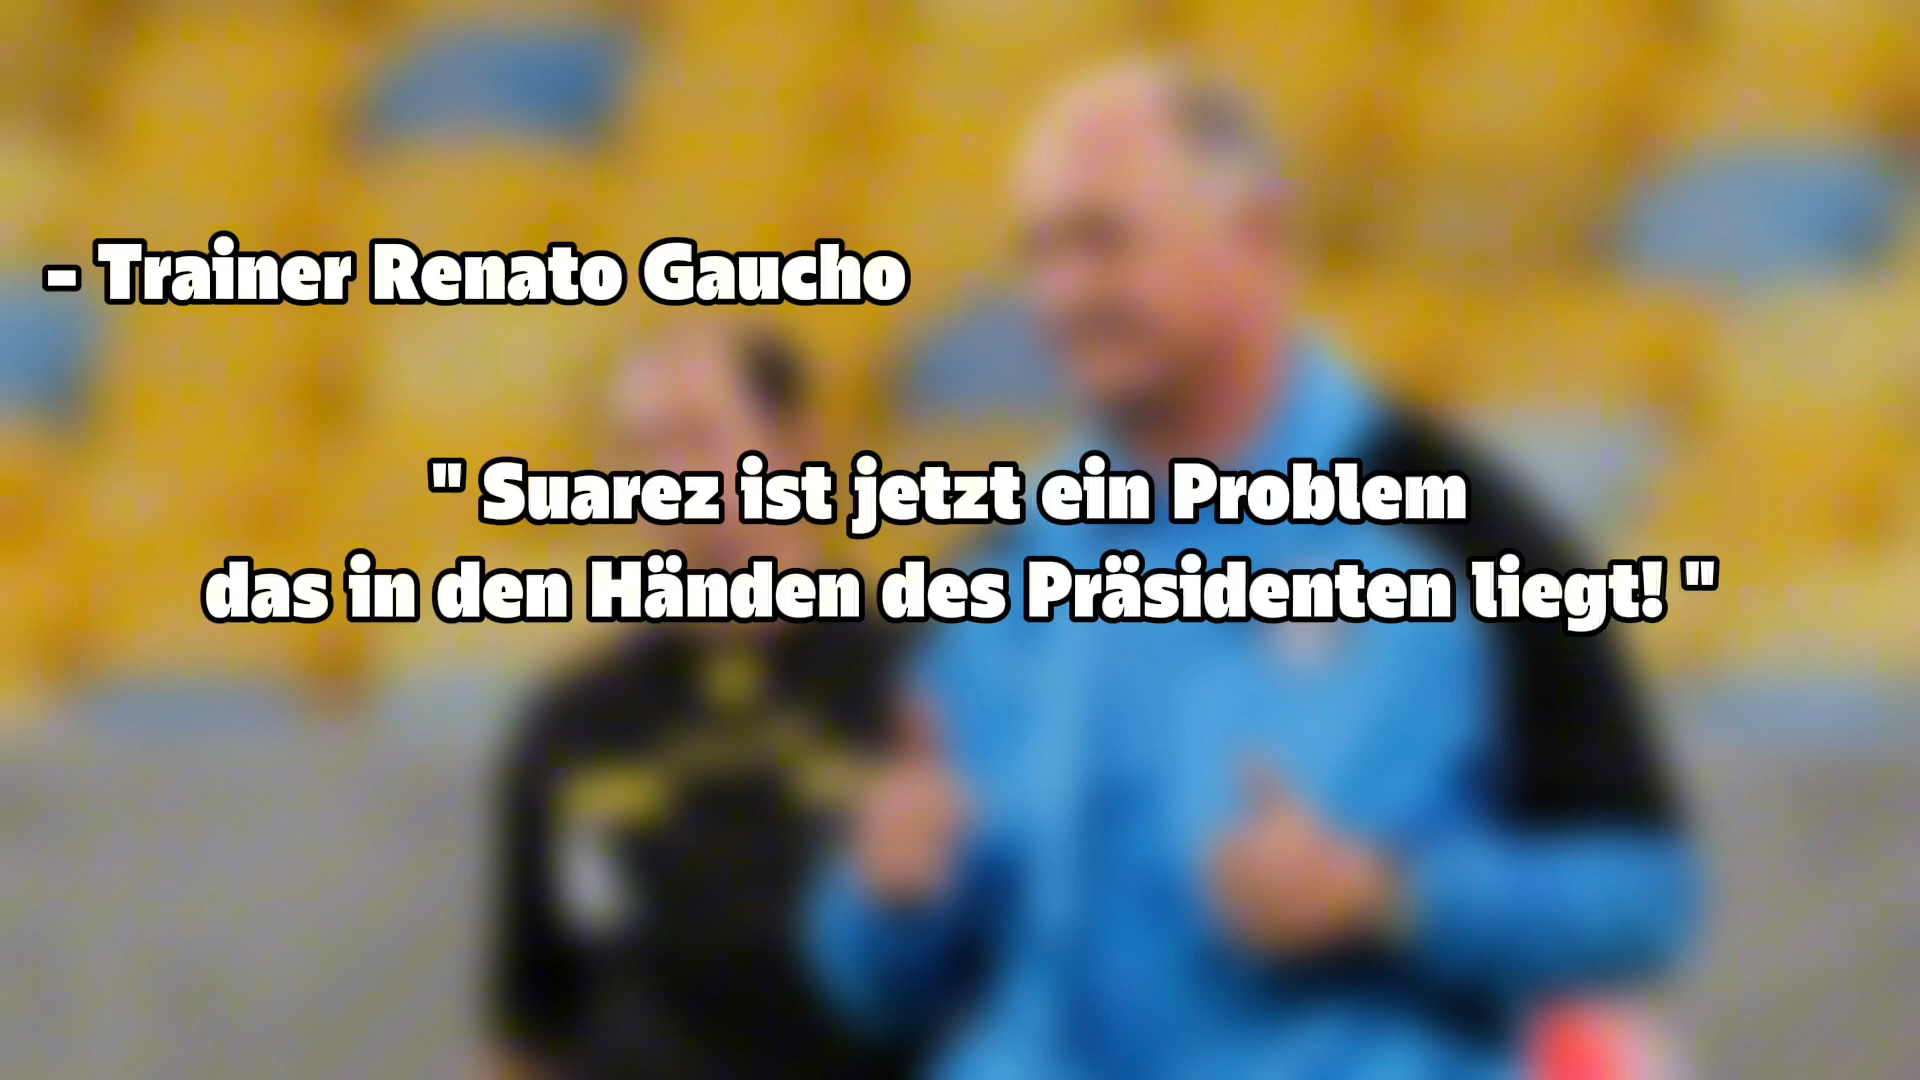 - Trainer Renato Gaucho
" Suarez ist jetzt ein Problem
das in den Händen des Präsidenten liegt! "